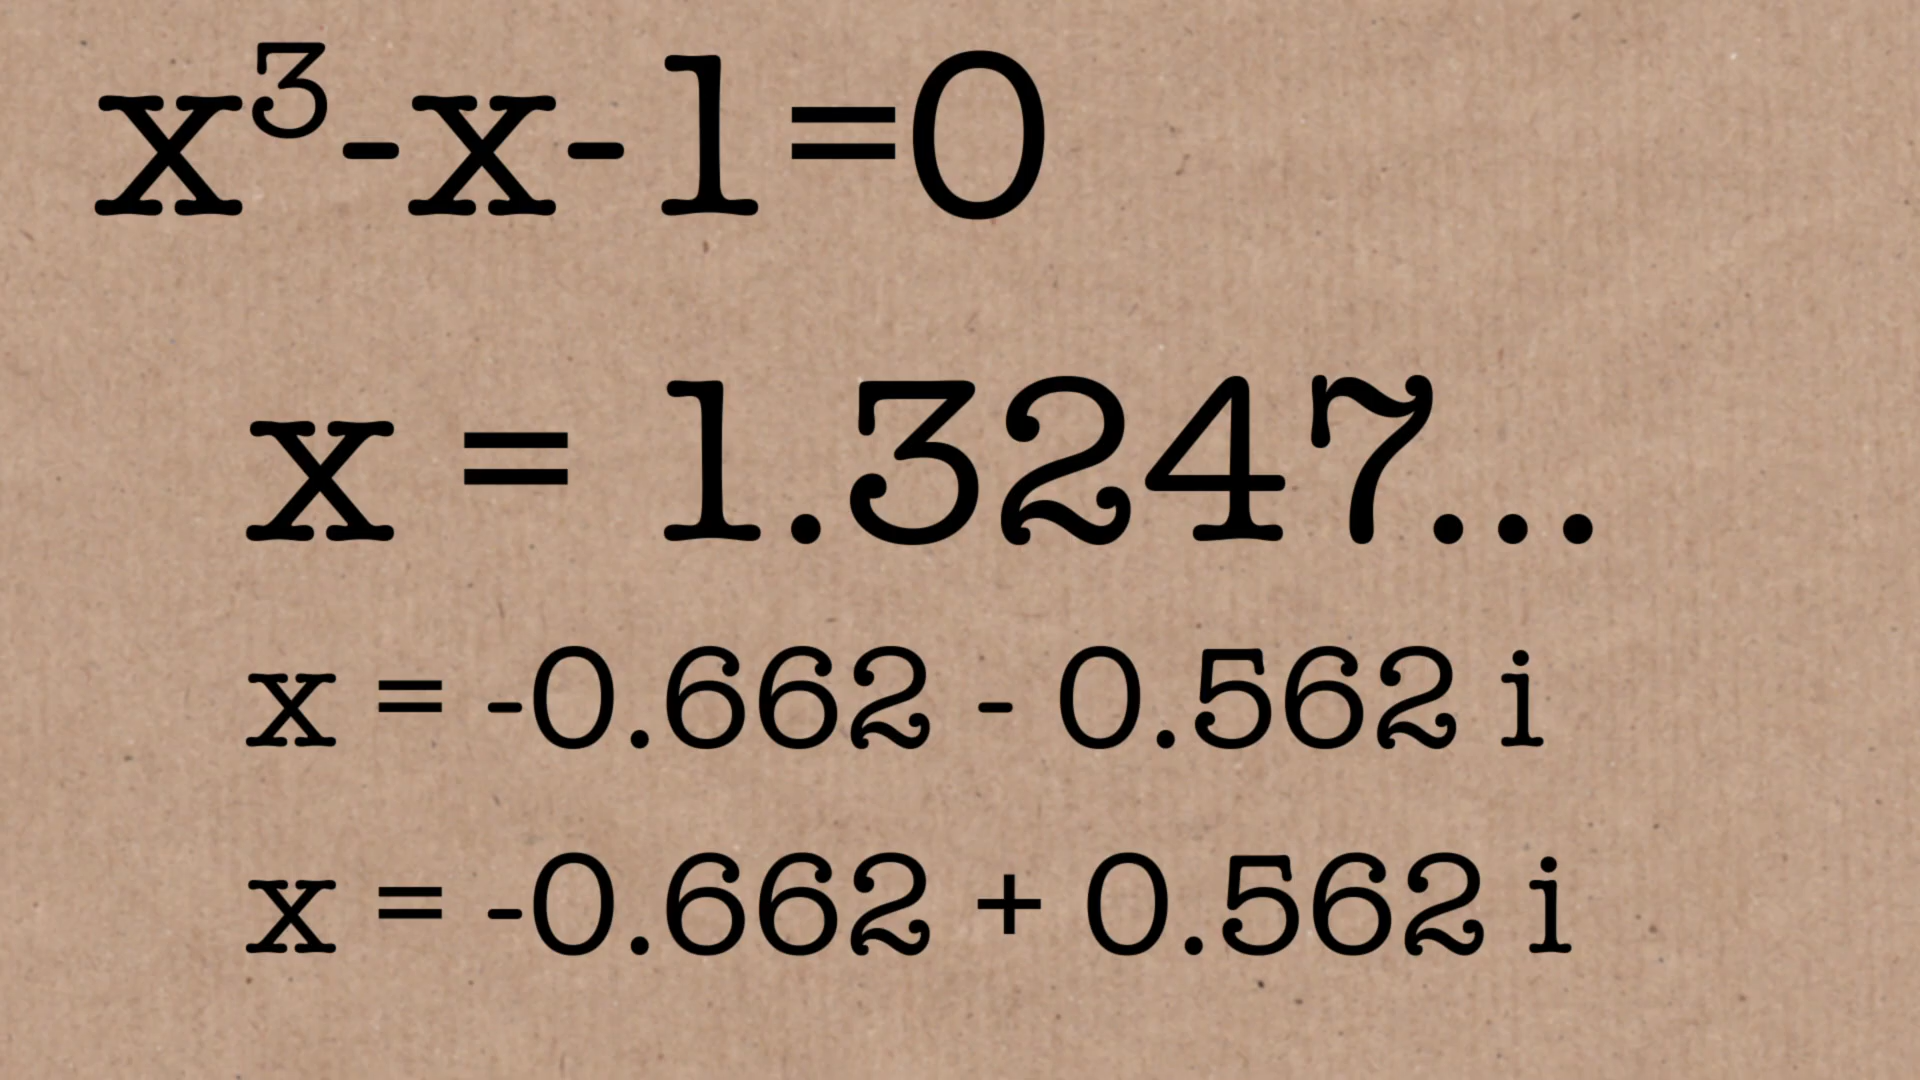 x³-x-1=0
x = 1.3247...
x = -0.662 - 0.562 i
x = -0.662 + 0.562 i